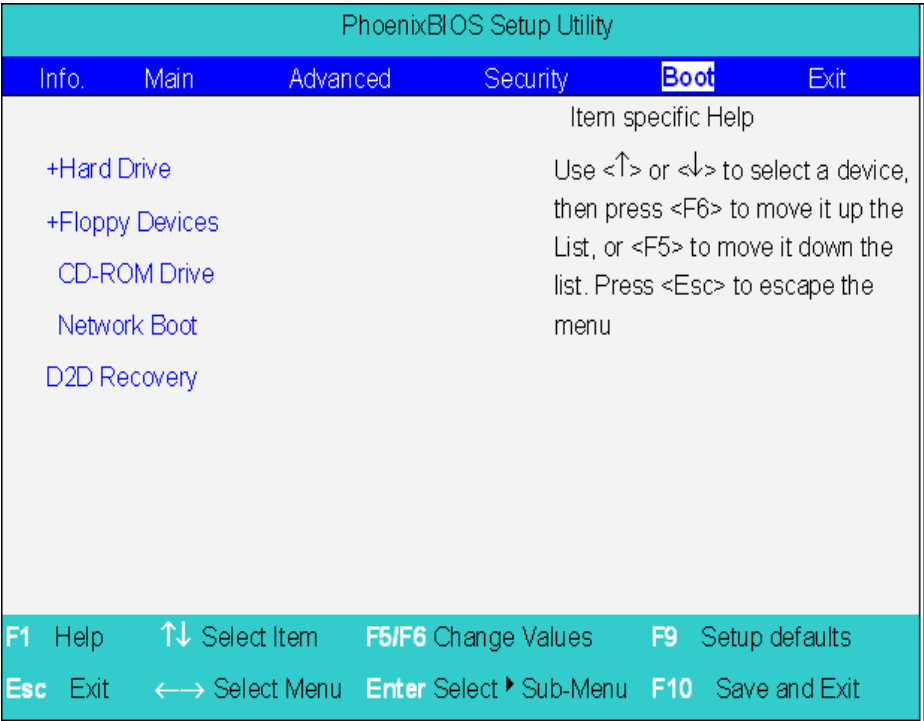 PhoenixBIOS Setup Utility
Info. Main Advanced Security Boot Exit
Item specific Help
+Hard Drive
+Floppy Devices
CD-ROM Drive
Network Boot
D2D Recovery
Use <↑> or <↓> to select a device,
then press <F6> to move it up the
List, or <F5> to move it down the
list. Press <Esc> to escape the
menu
F1 Help ↑↓ Select Item F5/F6 Change Values F9 Setup defaults
Esc Exit ←→ Select Menu Enter Select ▸ Sub-Menu F10 Save and Exit